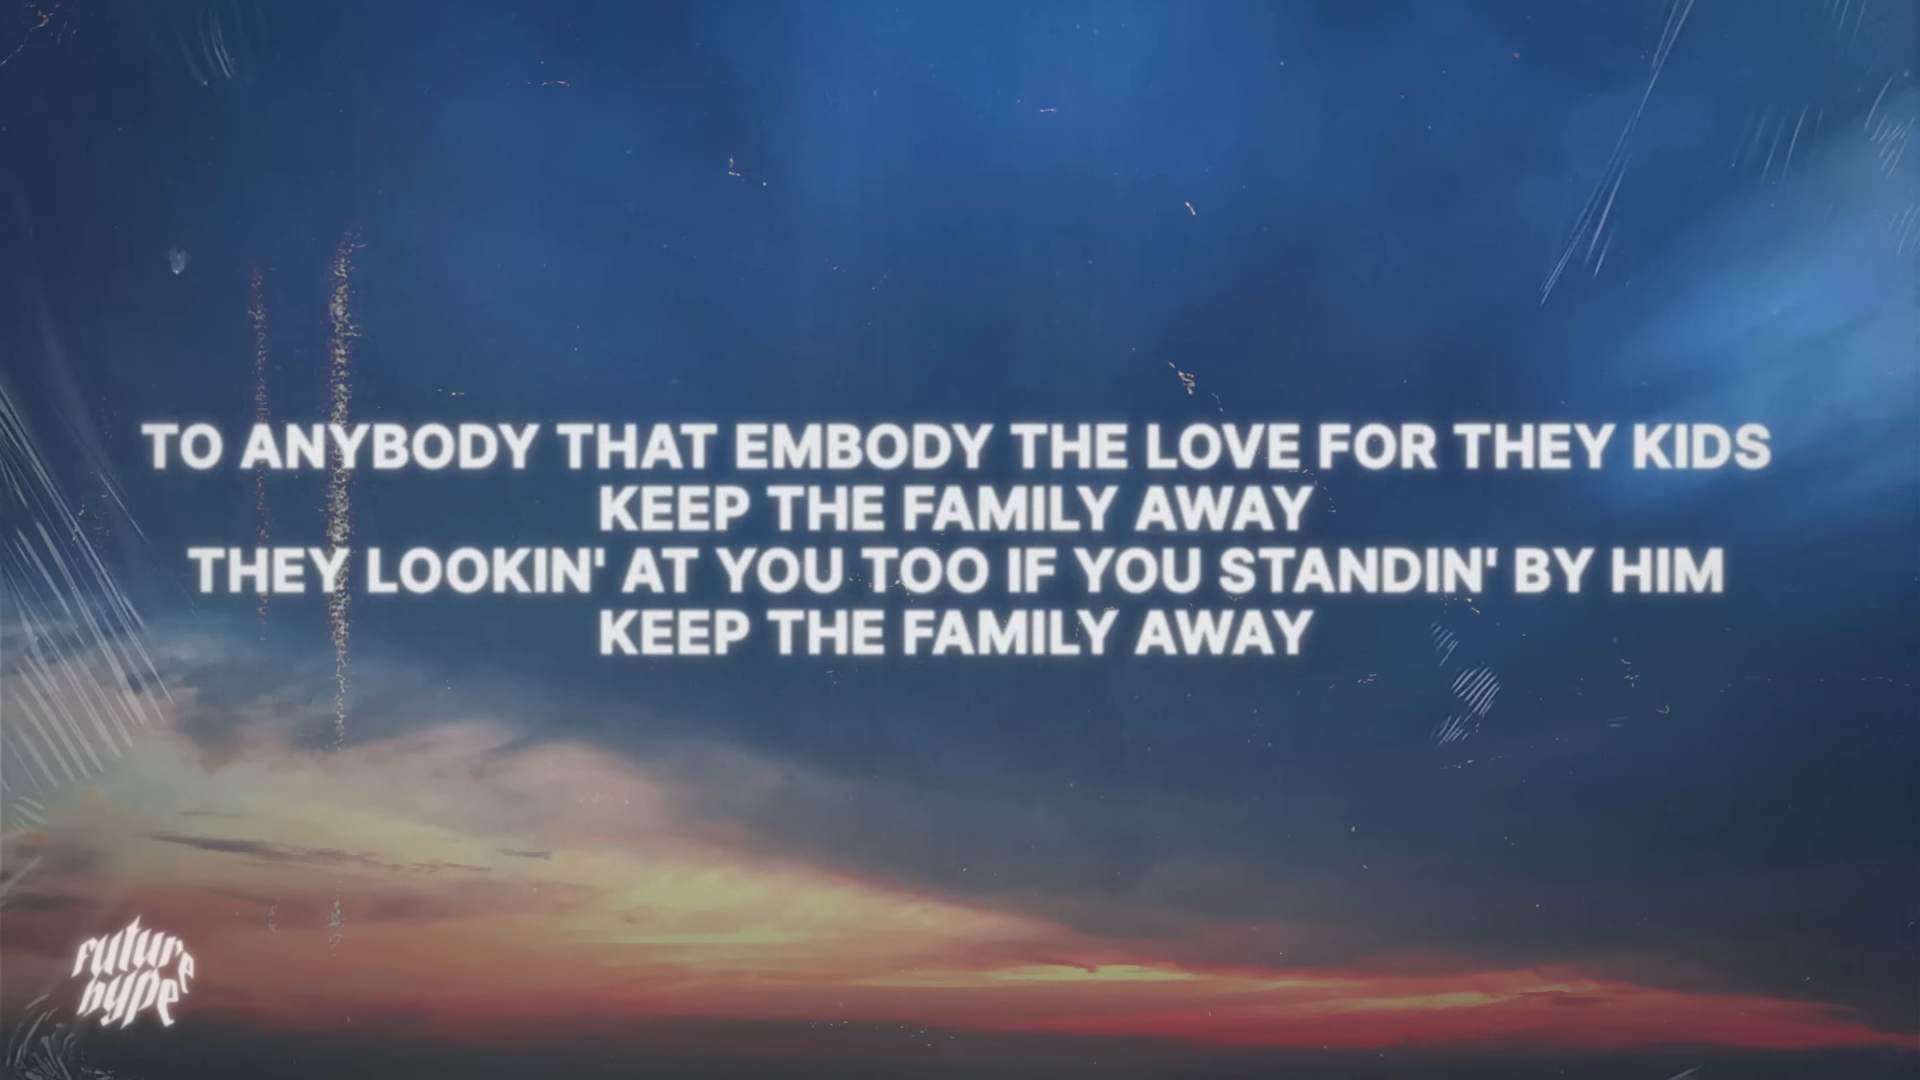 TO ANYBODY THAT EMBODY THE LOVE FOR THEY KIDS
KEEP THE FAMILY AWAY
THEY LOOKIN' AT YOU TOO IF YOU STANDIN' BY HIM
KEEP THE FAMILY AWAY
future
hype